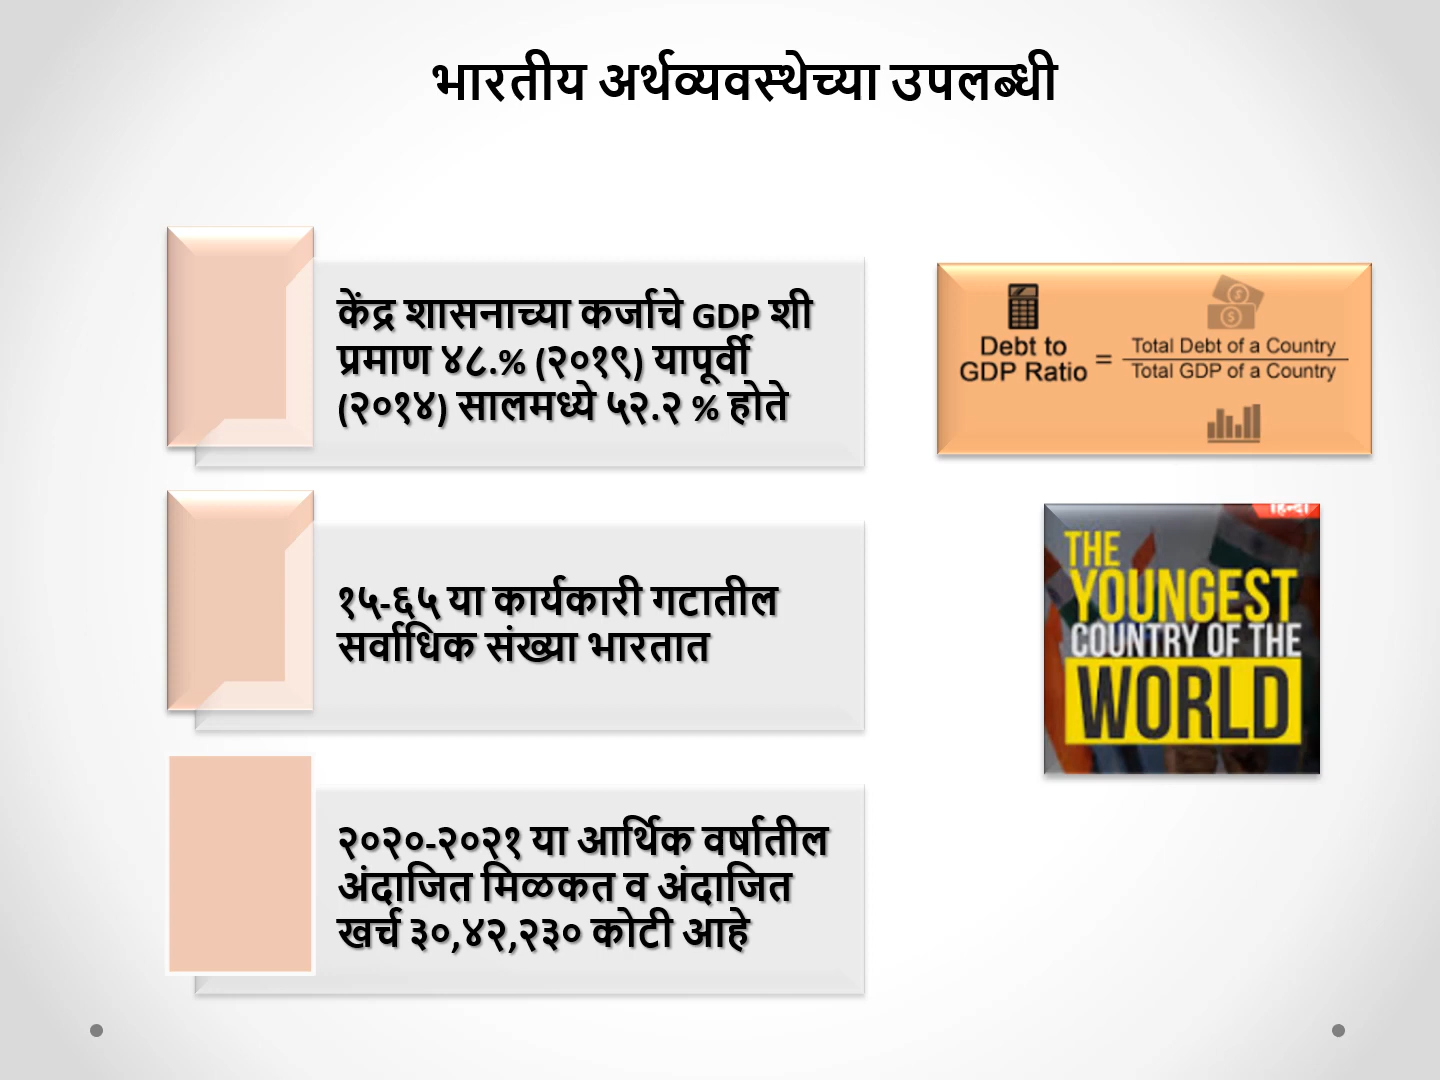 भारतीय अर्थव्यवस्थेच्या उपलब्धी
केंद्र शासनाच्या कर्जाचे GDP शी
प्रमाण ४८.% (२०१९) यापूर्वी
(२०१४) सालमध्ये ५२.२ % होते
Debt to
GDP Ratio
=
Total Debt of a Country
Total GDP of a Country
१५-६५ या कार्यकारी गटातील
सर्वाधिक संख्या भारतात
हिन्दी
THE
YOUNGEST
COUNTRY OF THE
WORLD
२०२०-२०२१ या आर्थिक वर्षातील
अंदाजित मिळकत व अंदाजित
खर्च ३०,४२,२३० कोटी आहे